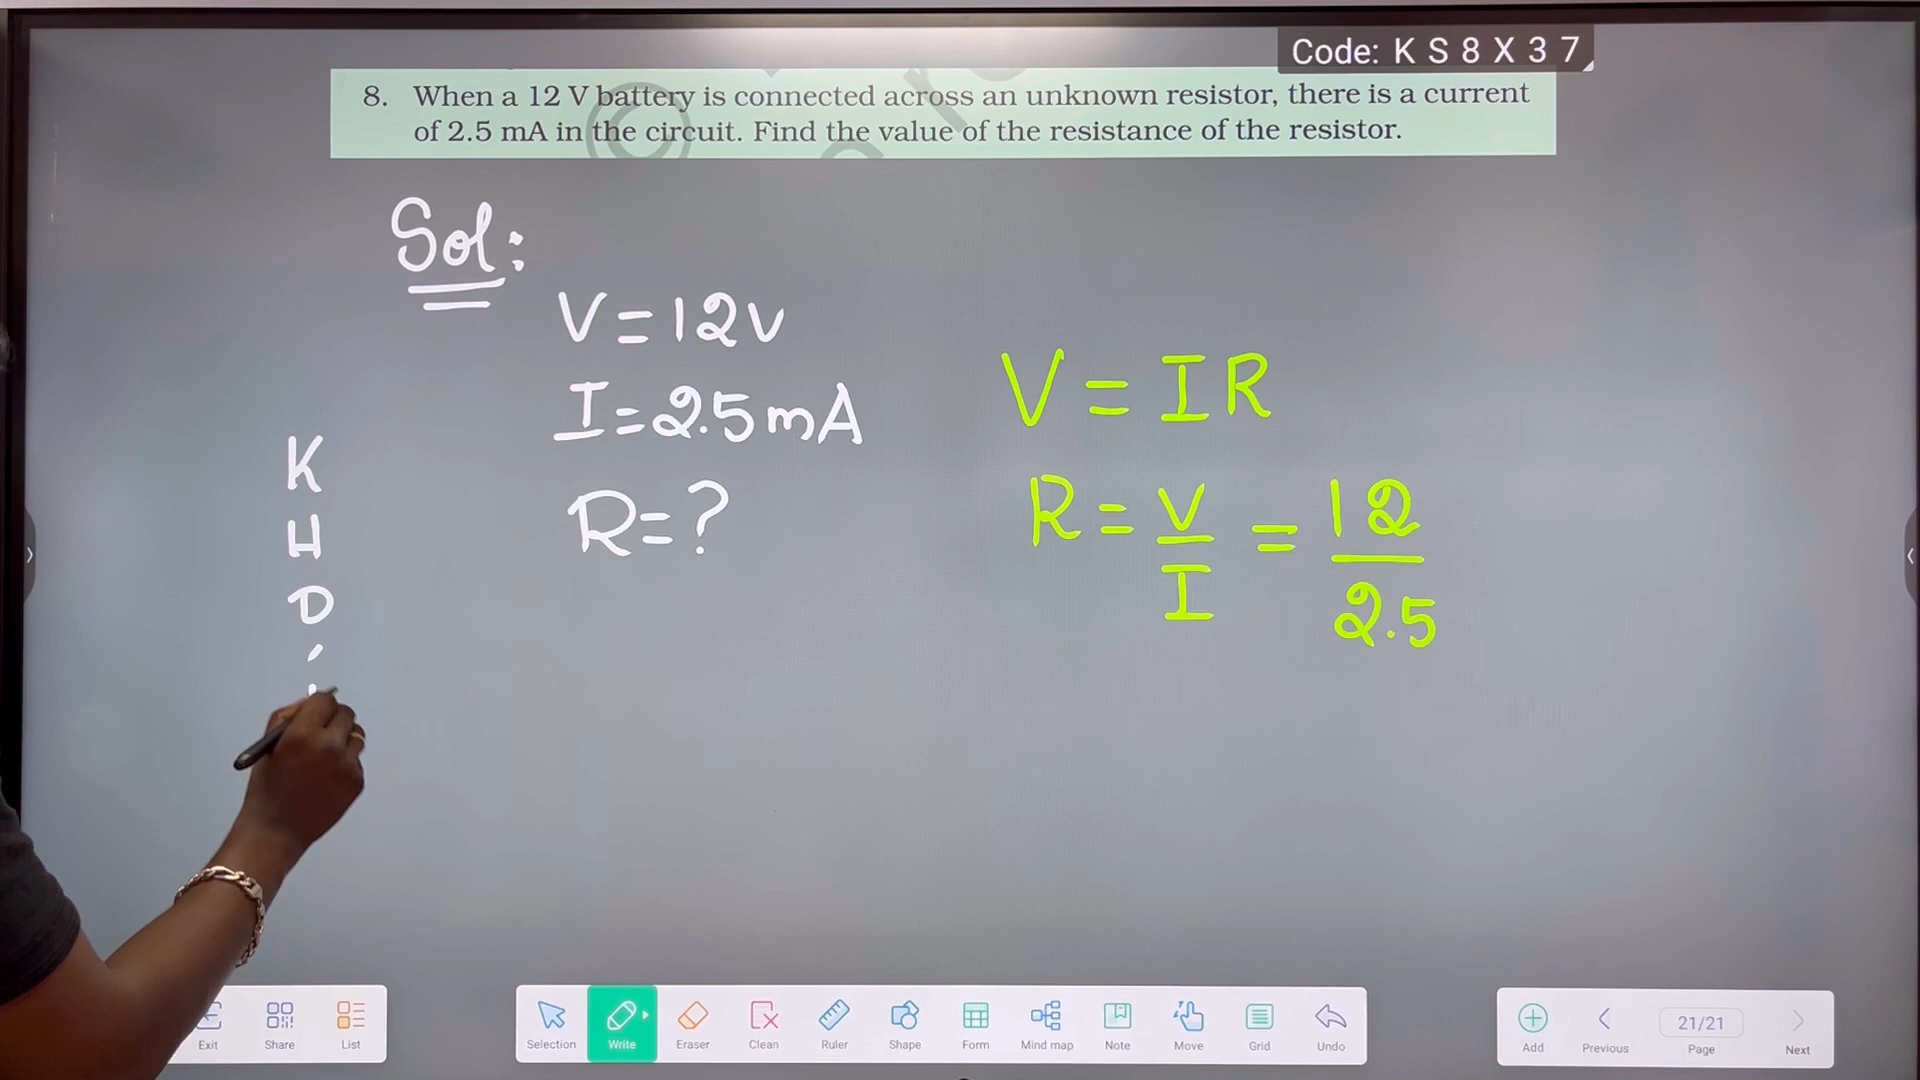 Code: K S 8 X 3 7
8. When a 12 V battery is connected across an unknown resistor, there is a current
of 2.5 mA in the circuit. Find the value of the resistance of the resistor.
Sol:
V = 12V
I = 2.5 mA
R = ?
K
H
D
V = IR
R = V/I = 12/2.5
Exit
Share
List
Selection
Write
Eraser
Clean
Ruler
Shape
Form
Mind map
Note
Move
Grid
Undo
Add
Previous
21/21
Page
Next